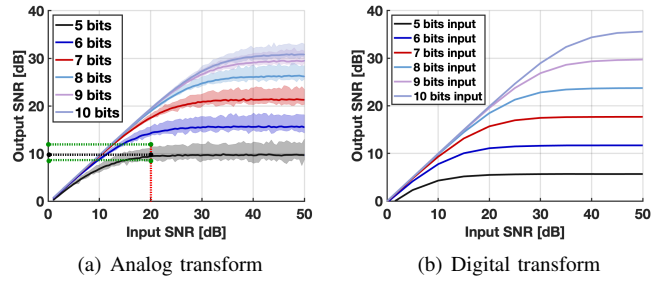 40
30
20
10
0
Output SNR [dB]
5 bits
6 bits
7 bits
8 bits
9 bits
10 bits
0 10 20 30 40 50
Input SNR [dB]
(a) Analog transform
40
30
20
10
0
Output SNR [dB]
5 bits input
6 bits input
7 bits input
8 bits input
9 bits input
10 bits input
0 10 20 30 40 50
Input SNR [dB]
(b) Digital transform